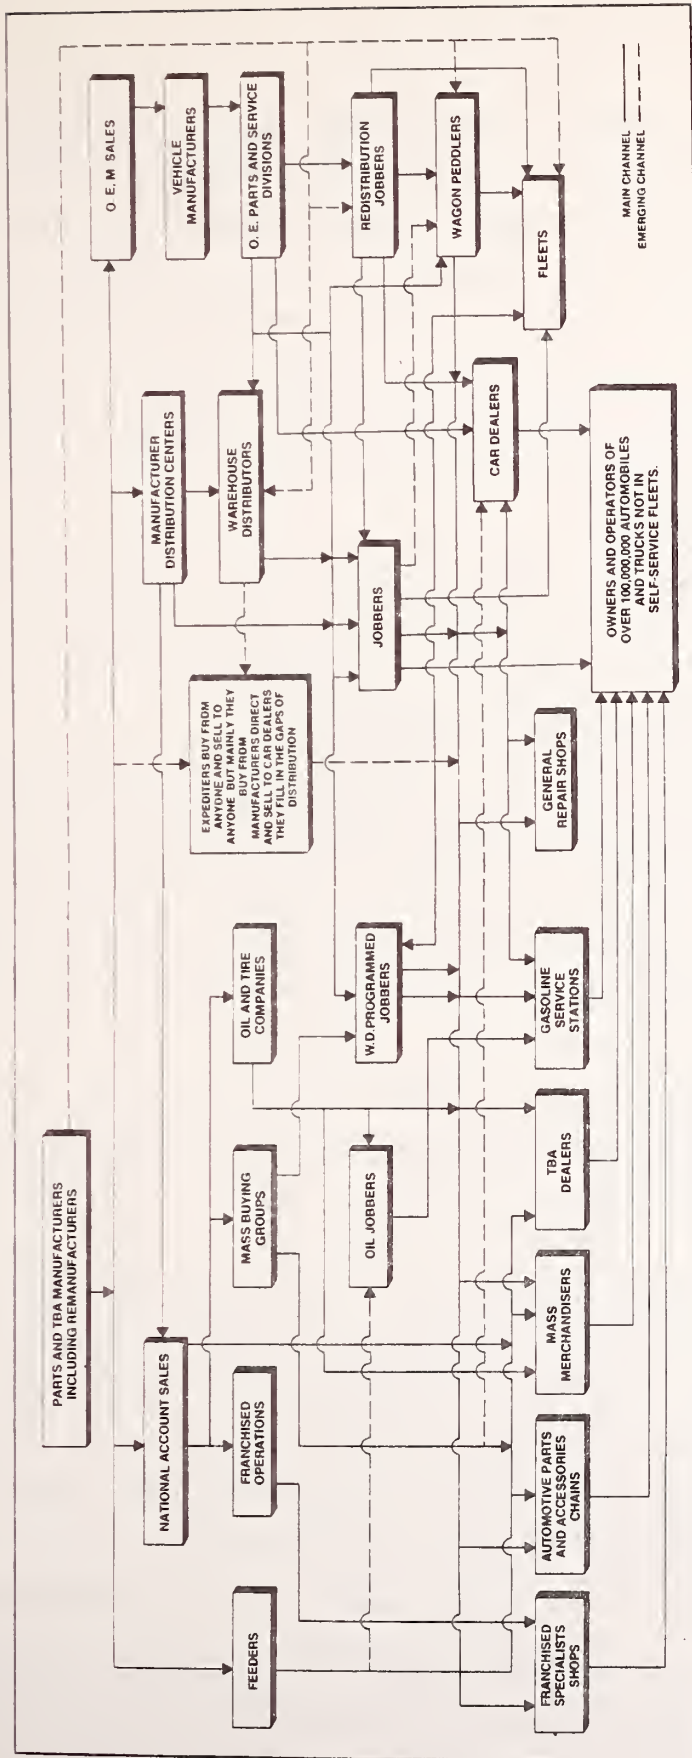 PARTS AND TBA MANUFACTURERS
INCLUDING REMANUFACTURERS
O. E. M SALES
VEHICLE
MANUFACTURERS
O. E. PARTS AND SERVICE
DIVISIONS
NATIONAL ACCOUNT SALES
MANUFACTURER
DISTRIBUTION CENTERS
FEEDERS
FRANCHISED
OPERATIONS
MASS BUYING
GROUPS
OIL AND TIRE
COMPANIES
EXPEDITERS BUY FROM
ANYONE AND SELL TO
ANYONE BUT MAINLY THEY
BUY FROM
MANUFACTURERS DIRECT
AND SELL TO CAR DEALERS
THEY FILL IN THE GAPS OF
DISTRIBUTION
WAREHOUSE
DISTRIBUTORS
OIL JOBBERS
W.D. PROGRAMMED
JOBBERS
JOBBERS
REDISTRIBUTION
JOBBERS
WAGON PEDDLERS
CAR DEALERS
FLEETS
FRANCHISED
SPECIALISTS
SHOPS
AUTOMOTIVE PARTS
AND ACCESSORIES
CHAINS
MASS
MERCHANDISERS
TBA
DEALERS
GASOLINE
SERVICE
STATIONS
GENERAL
REPAIR SHOPS
OWNERS AND OPERATORS OF
OVER 100,000,000 AUTOMOBILES
AND TRUCKS NOT IN
SELF-SERVICE FLEETS.
MAIN CHANNEL
EMERGING CHANNEL